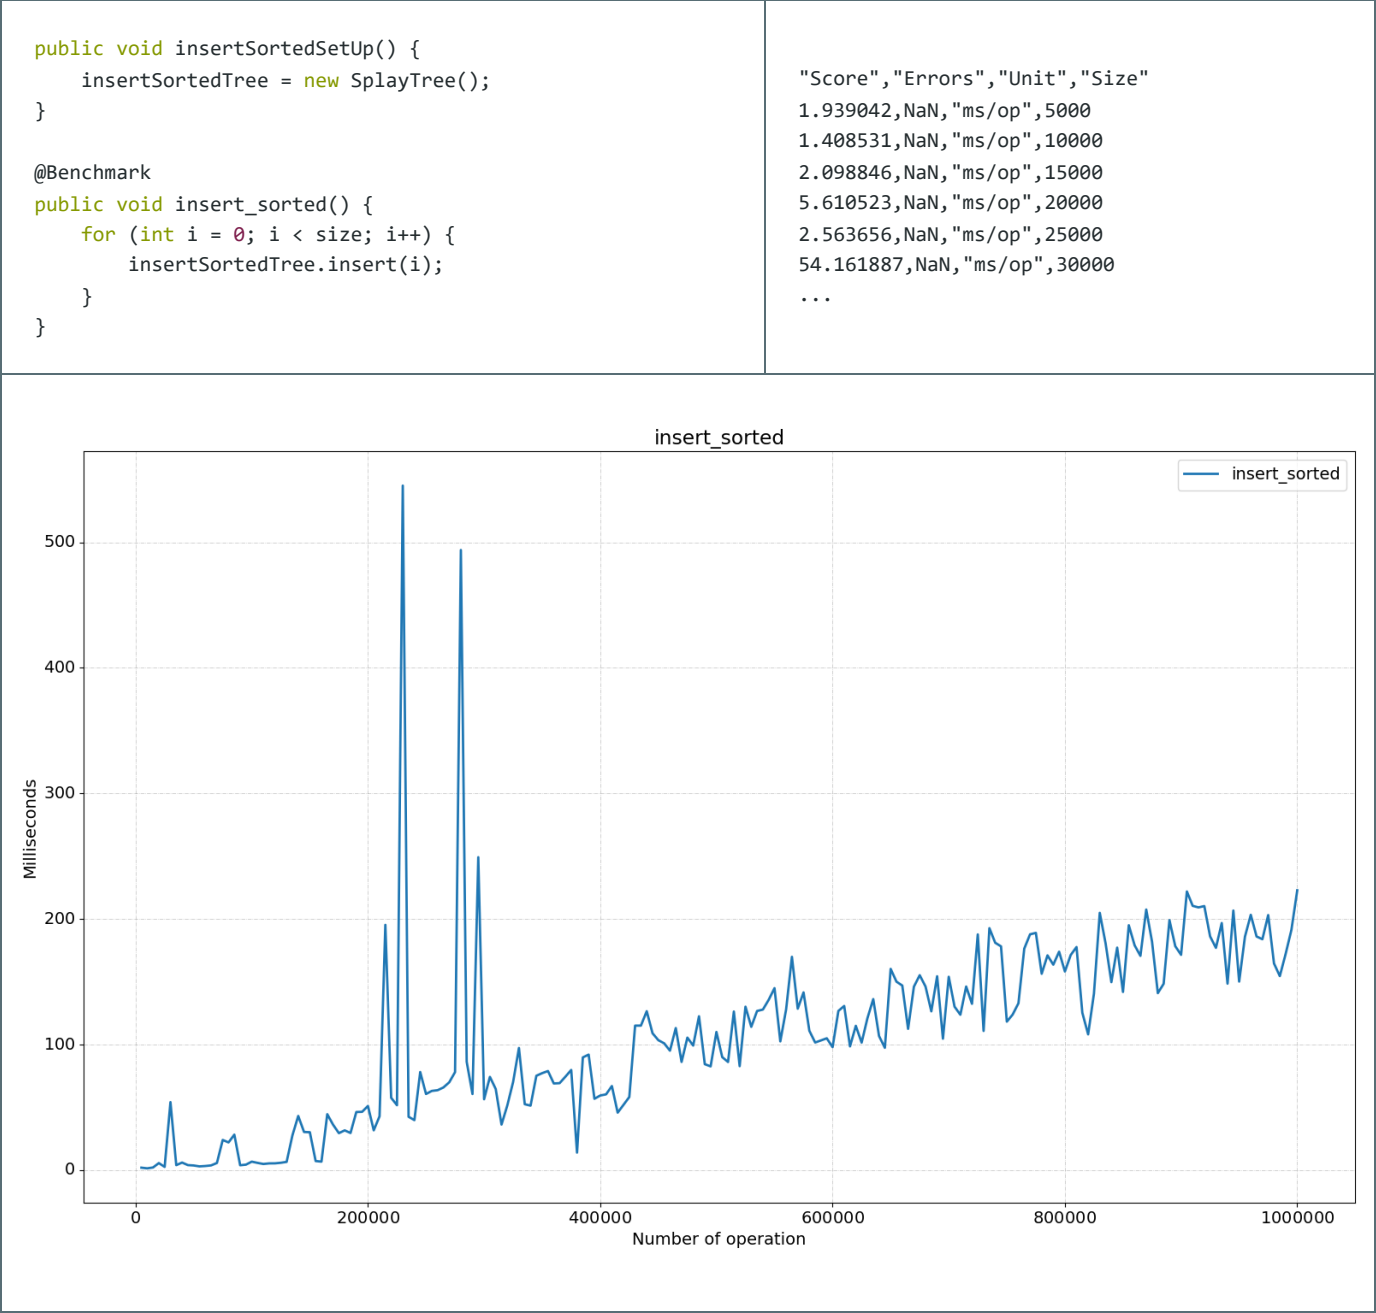 public void insertSortedSetUp() {
    insertSortedTree = new SplayTree();
}

@Benchmark
public void insert_sorted() {
    for (int i = 0; i < size; i++) {
        insertSortedTree.insert(i);
    }
}
"Score","Errors","Unit","Size"
1.939042,NaN,"ms/op",5000
1.408531,NaN,"ms/op",10000
2.098846,NaN,"ms/op",15000
5.610523,NaN,"ms/op",20000
2.563656,NaN,"ms/op",25000
54.161887,NaN,"ms/op",30000
...
insert_sorted
insert_sorted
500
400
300
200
100
0
Milliseconds
0 200000 400000 600000 800000 1000000
Number of operation